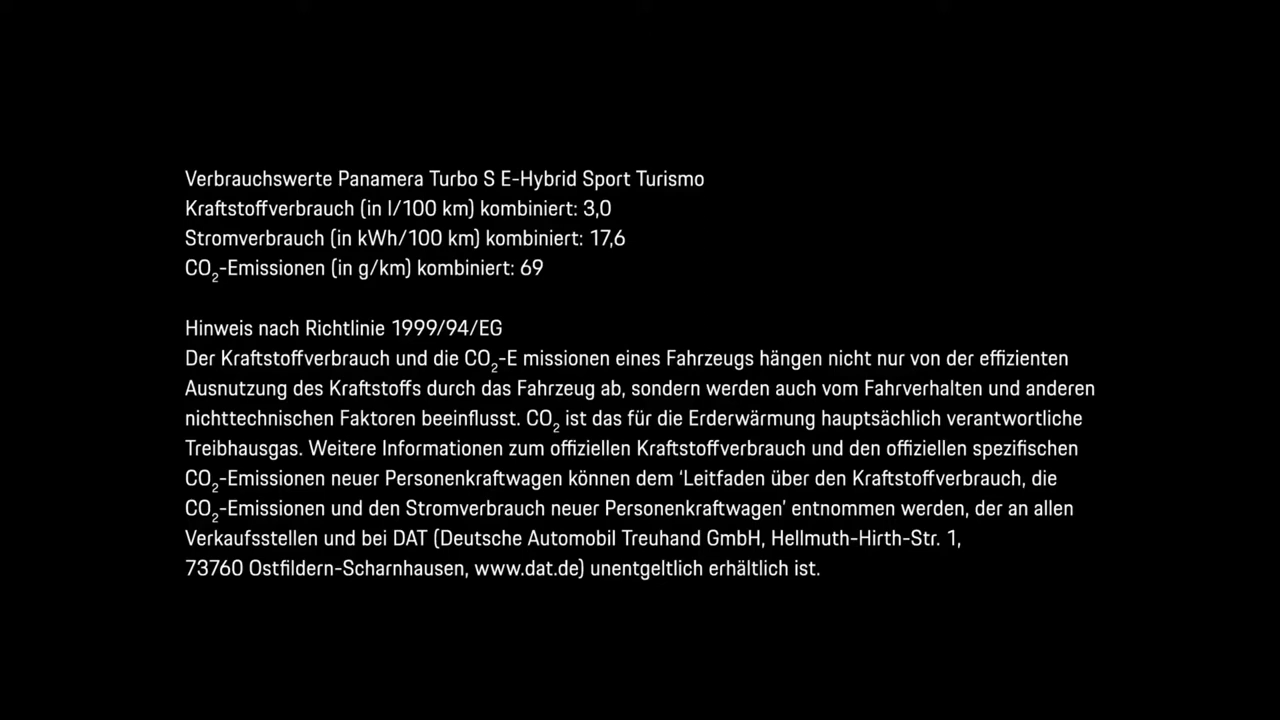 Verbrauchswerte Panamera Turbo S E-Hybrid Sport Turismo
Kraftstoffverbrauch (in l/100 km) kombiniert: 3,0
Stromverbrauch (in kWh/100 km) kombiniert: 17,6
CO₂-Emissionen (in g/km) kombiniert: 69
Hinweis nach Richtlinie 1999/94/EG
Der Kraftstoffverbrauch und die CO₂-E missionen eines Fahrzeugs hängen nicht nur von der effizienten
Ausnutzung des Kraftstoffs durch das Fahrzeug ab, sondern werden auch vom Fahrverhalten und anderen
nichttechnischen Faktoren beeinflusst. CO₂ ist das für die Erderwärmung hauptsächlich verantwortliche
Treibhausgas. Weitere Informationen zum offiziellen Kraftstoffverbrauch und den offiziellen spezifischen
CO₂-Emissionen neuer Personenkraftwagen können dem ‘Leitfaden über den Kraftstoffverbrauch, die
CO₂-Emissionen und den Stromverbrauch neuer Personenkraftwagen’ entnommen werden, der an allen
Verkaufsstellen und bei DAT (Deutsche Automobil Treuhand GmbH, Hellmuth-Hirth-Str. 1,
73760 Ostfildern-Scharnhausen, www.dat.de) unentgeltlich erhältlich ist.